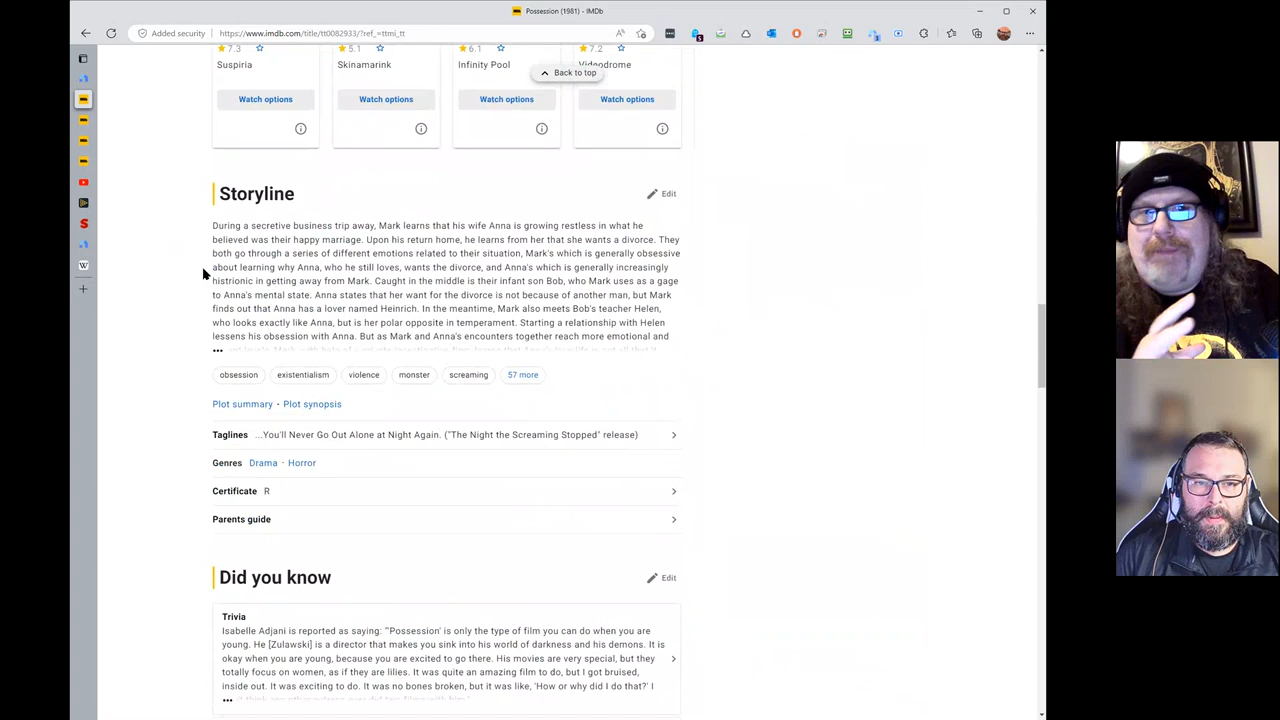 Possession (1981) - IMDb
Added security
https://www.imdb.com/title/tt0082933/?ref_=ttmi_tt
7.3
5.1
6.1
7.2
Suspiria
Skinamarink
Infinity Pool
Videodrome
Back to top
Watch options
Watch options
Watch options
Watch options
Storyline
Edit
During a secretive business trip away, Mark learns that his wife Anna is growing restless in what he
believed was their happy marriage. Upon his return home, he learns from her that she wants a divorce. They
both go through a series of different emotions related to their situation, Mark's which is generally obsessive
about learning why Anna, who he still loves, wants the divorce, and Anna's which is generally increasingly
histrionic in getting away from Mark. Caught in the middle is their infant son Bob, who Mark uses as a gage
to Anna's mental state. Anna states that her want for the divorce is not because of another man, but Mark
finds out that Anna has a lover named Heinrich. In the meantime, Mark also meets Bob's teacher Helen,
who looks exactly like Anna, but is her polar opposite in temperament. Starting a relationship with Helen
lessens his obsession with Anna. But as Mark and Anna's encounters together reach more emotional and
...
obsession
existentialism
violence
monster
screaming
57 more
Plot summary · Plot synopsis
Taglines ...You'll Never Go Out Alone at Night Again. ("The Night the Screaming Stopped" release)
Genres Drama · Horror
Certificate R
Parents guide
Did you know
Edit
Trivia
Isabelle Adjani is reported as saying: "'Possession' is only the type of film you can do when you are
young. He [Zulawski] is a director that makes you sink into his world of darkness and his demons. It is
okay when you are young, because you are excited to go there. His movies are very special, but they
totally focus on women, as if they are lilies. It was quite an amazing film to do, but I got bruised,
inside out. It was exciting to do. It was no bones broken, but it was like, 'How or why did I do that?' I
...